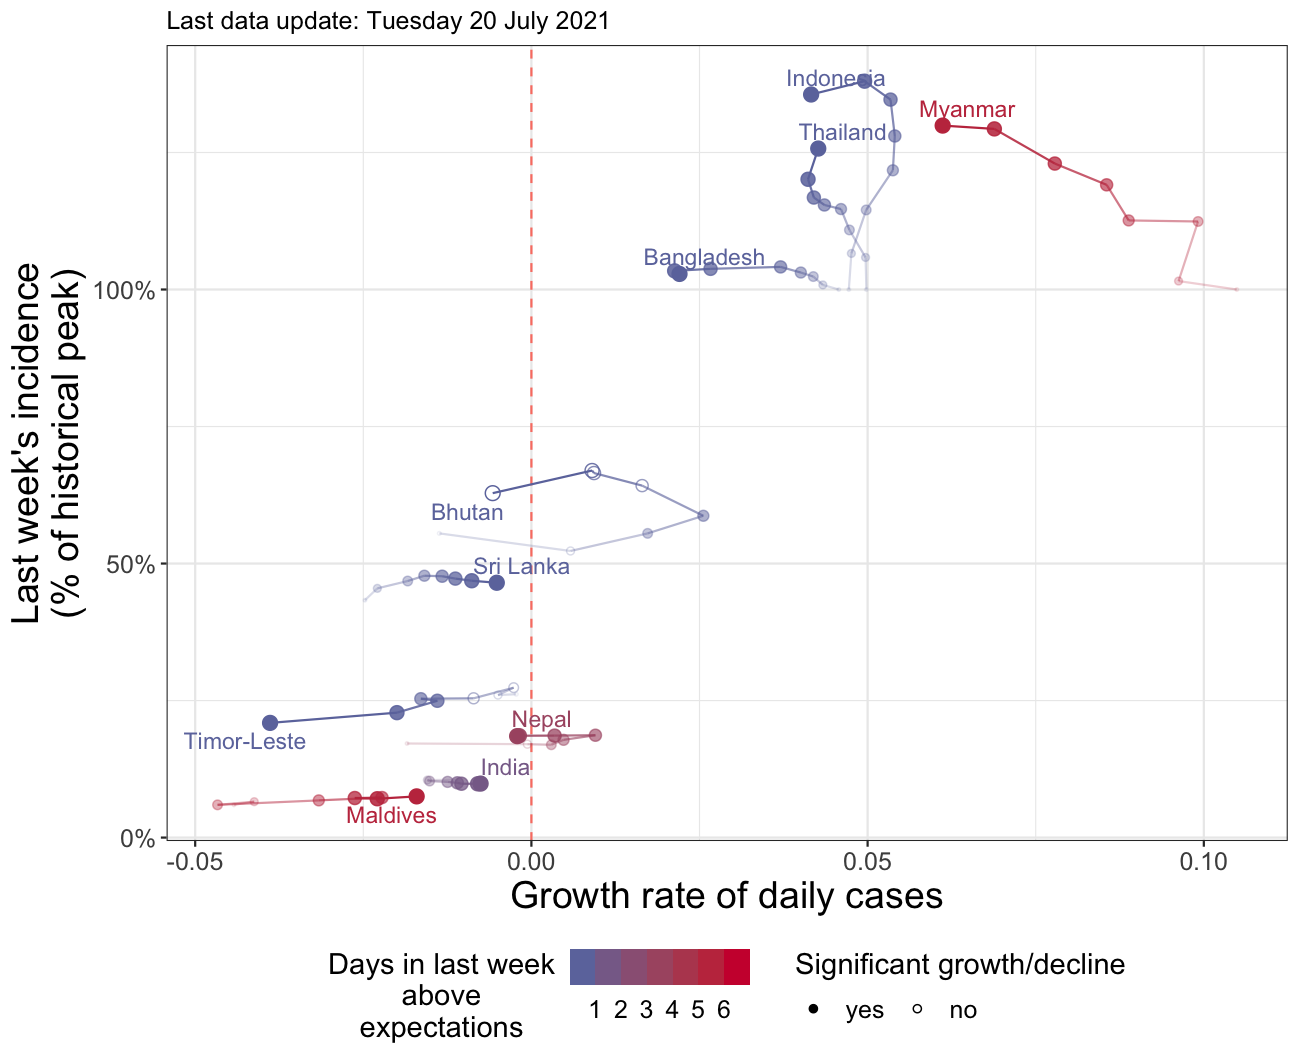 Last data update: Tuesday 20 July 2021
Indonesia
Myanmar
Thailand
Bangladesh
Bhutan
Sri Lanka
Timor-Leste
Nepal
India
Maldives
Last week's incidence
(% of historical peak)
100%
50%
0%
-0.05 0.00 0.05 0.10
Growth rate of daily cases
Days in last week
above
expectations
1 2 3 4 5 6
Significant growth/decline
yes no